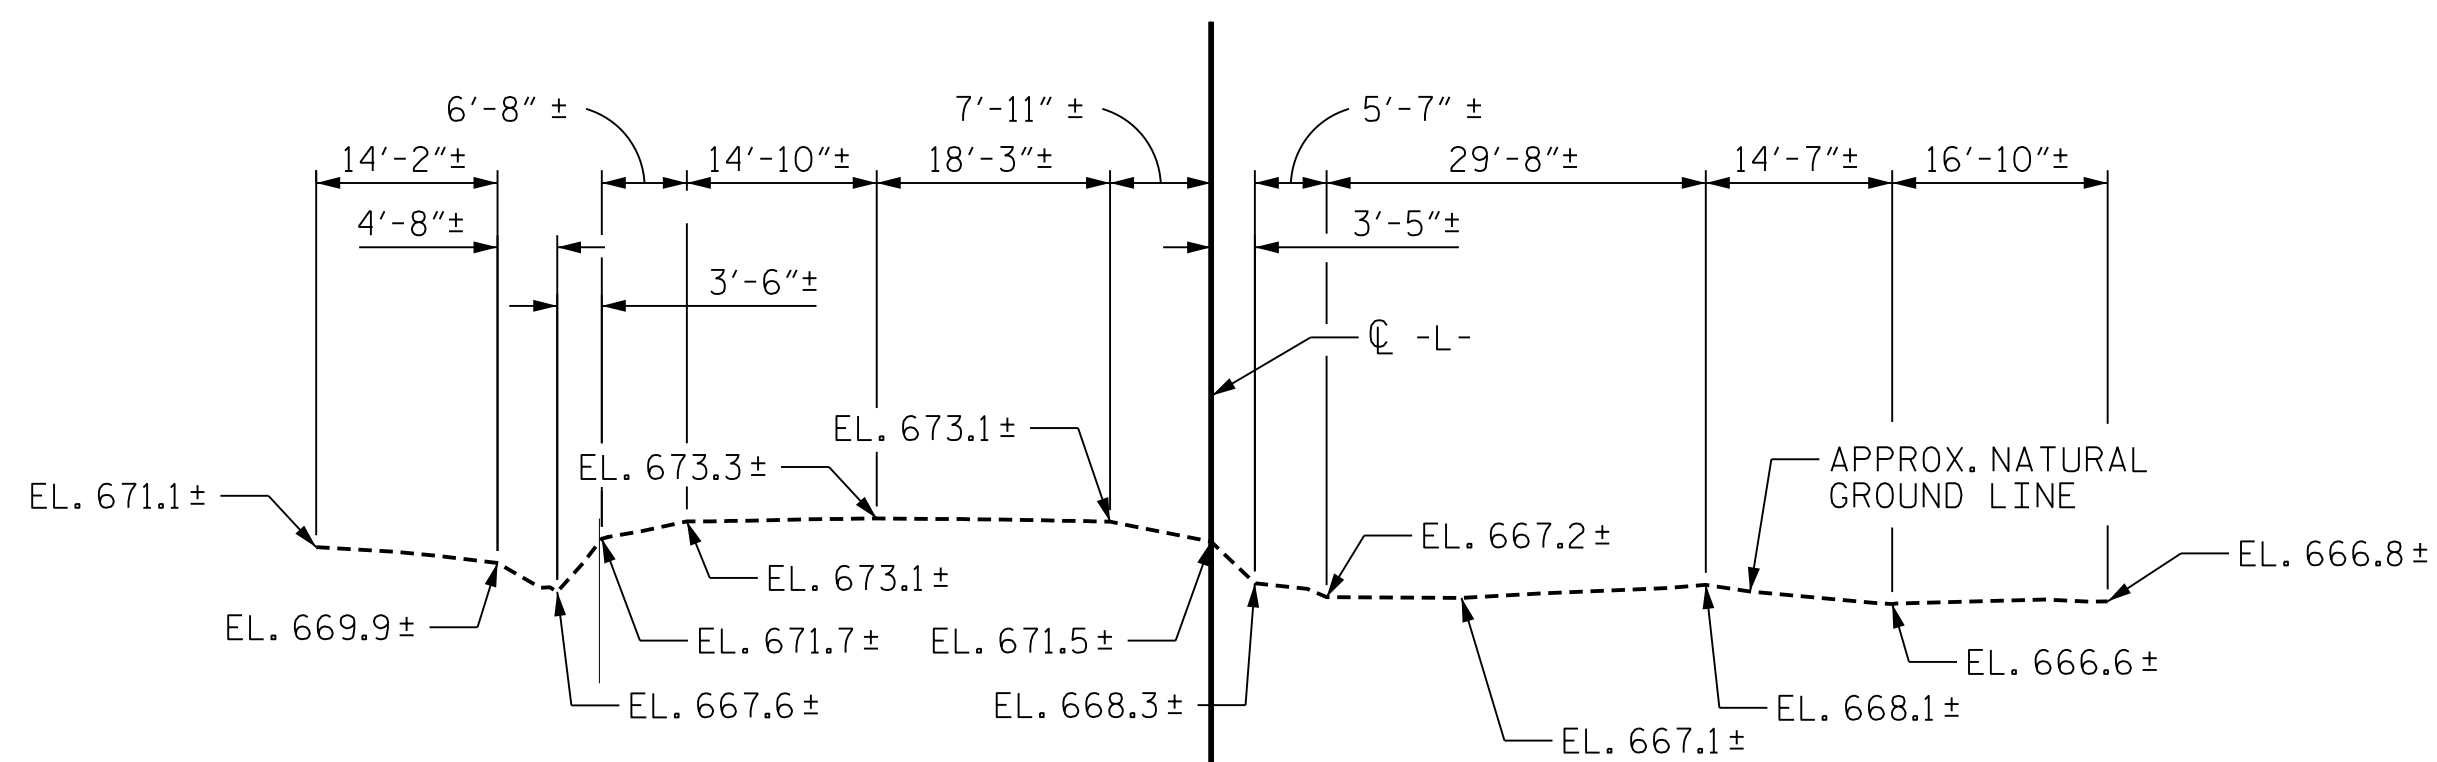 6'-8" ±
7'-11" ±
5'-7" ±
14'-2"±
14'-10"±
18'-3"±
29'-8"±
14'-7"±
16'-10"±
4'-8"±
3'-5"±
3'-6"±
℄ -L-
EL. 673.1±
EL. 673.3±
APPROX. NATURAL
GROUND LINE
EL. 671.1±
EL. 667.2±
EL. 666.8±
EL. 673.1±
EL. 669.9±
EL. 671.7±
EL. 671.5±
EL. 666.6±
EL. 667.6±
EL. 668.3±
EL. 668.1±
EL. 667.1±